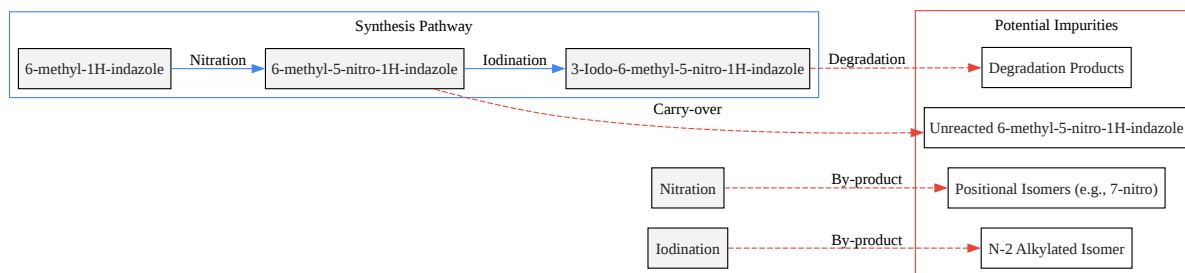 Synthesis Pathway
Potential Impurities
6-methyl-1H-indazole
Nitration
6-methyl-5-nitro-1H-indazole
Iodination
3-Iodo-6-methyl-5-nitro-1H-indazole
Degradation
Degradation Products
Carry-over
Unreacted 6-methyl-5-nitro-1H-indazole
Nitration
By-product
Positional Isomers (e.g., 7-nitro)
Iodination
By-product
N-2 Alkylated Isomer